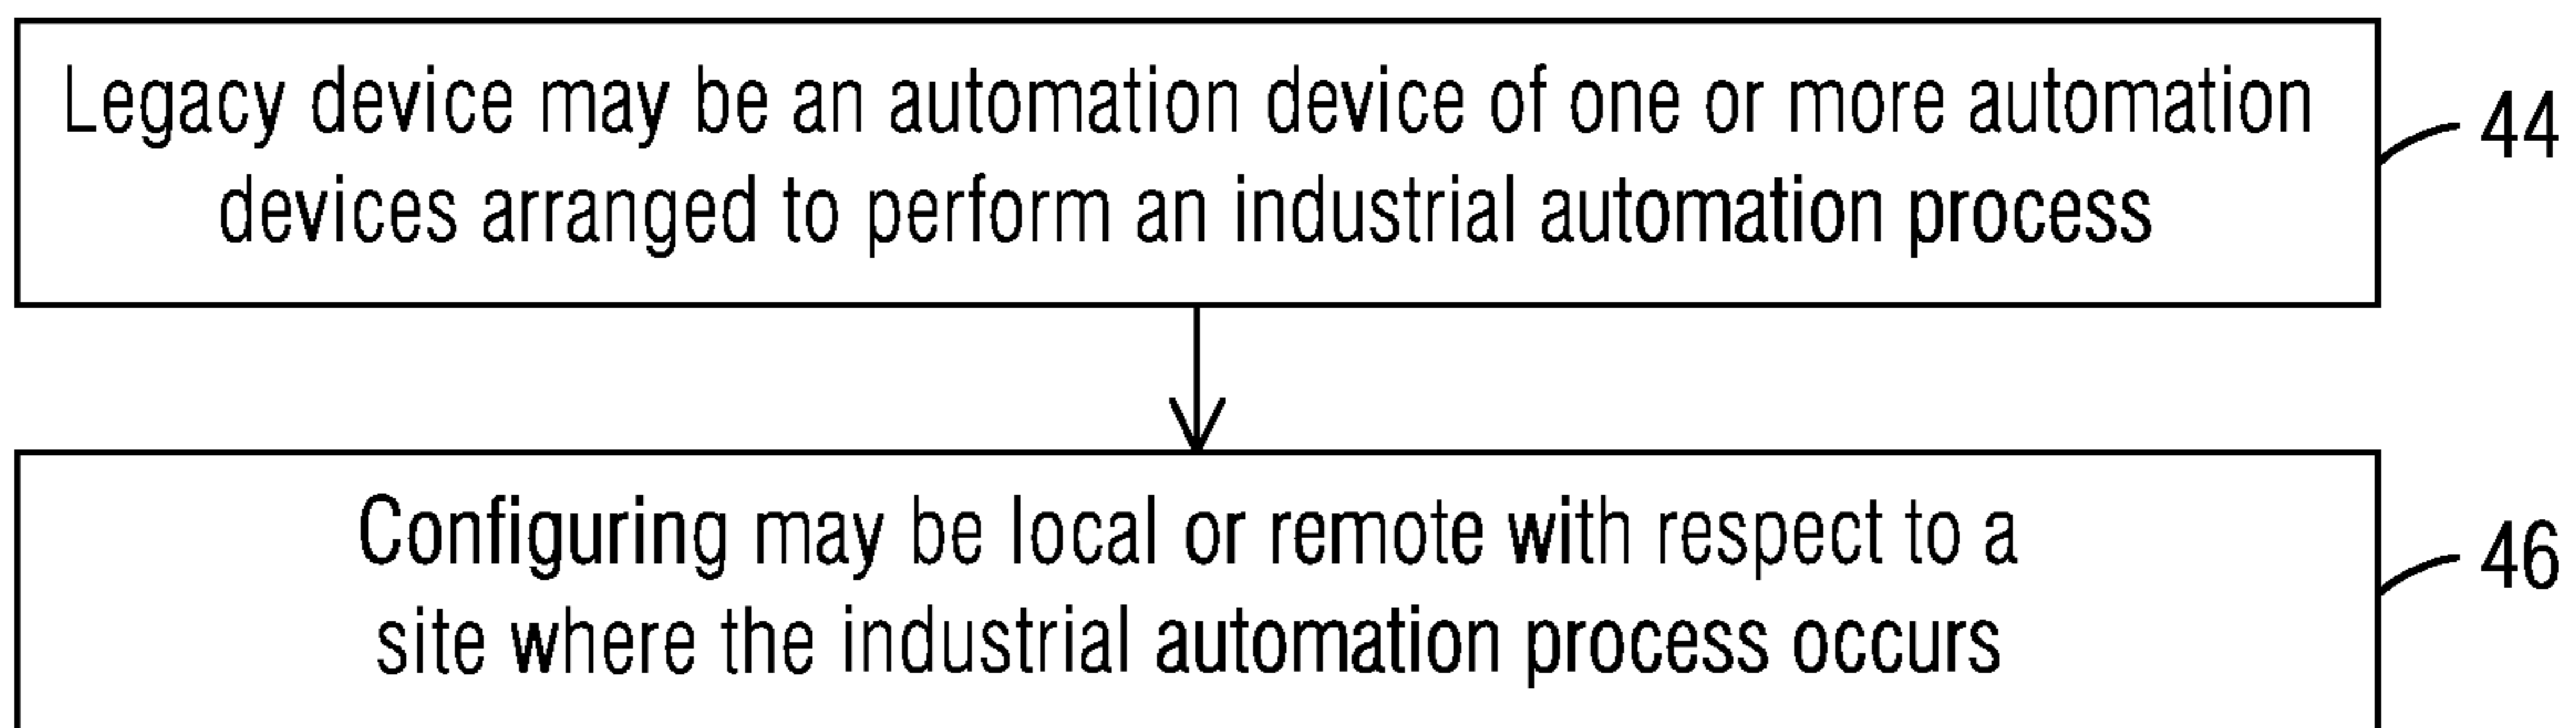 Legacy device may be an automation device of one or more automation
devices arranged to perform an industrial automation process
44
Configuring may be local or remote with respect to a
site where the industrial automation process occurs
46